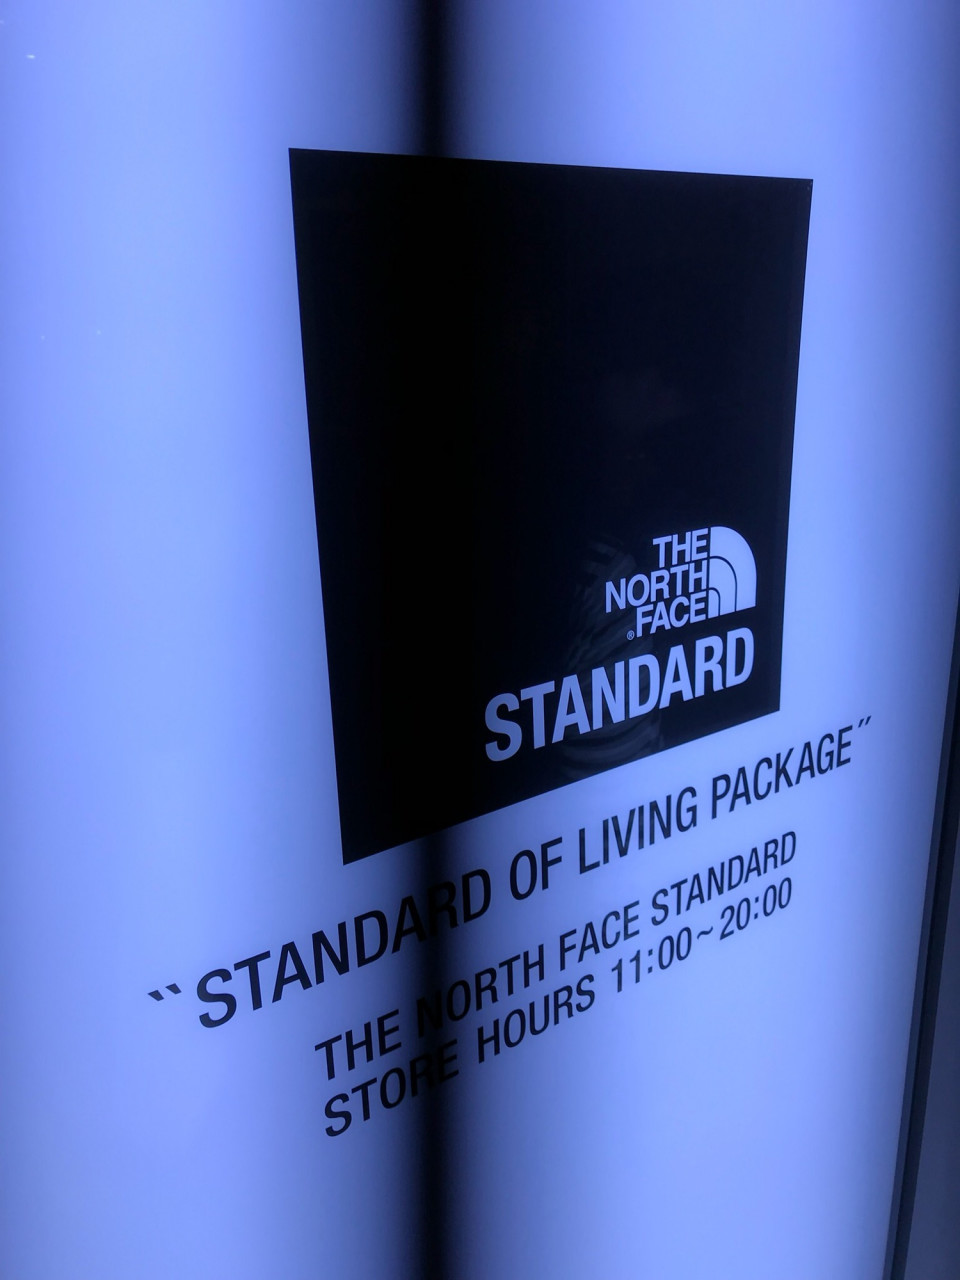 THE
NORTH
FACE®
STANDARD
“STANDARD OF LIVING PACKAGE”
THE NORTH FACE STANDARD
STORE HOURS 11:00~20:00